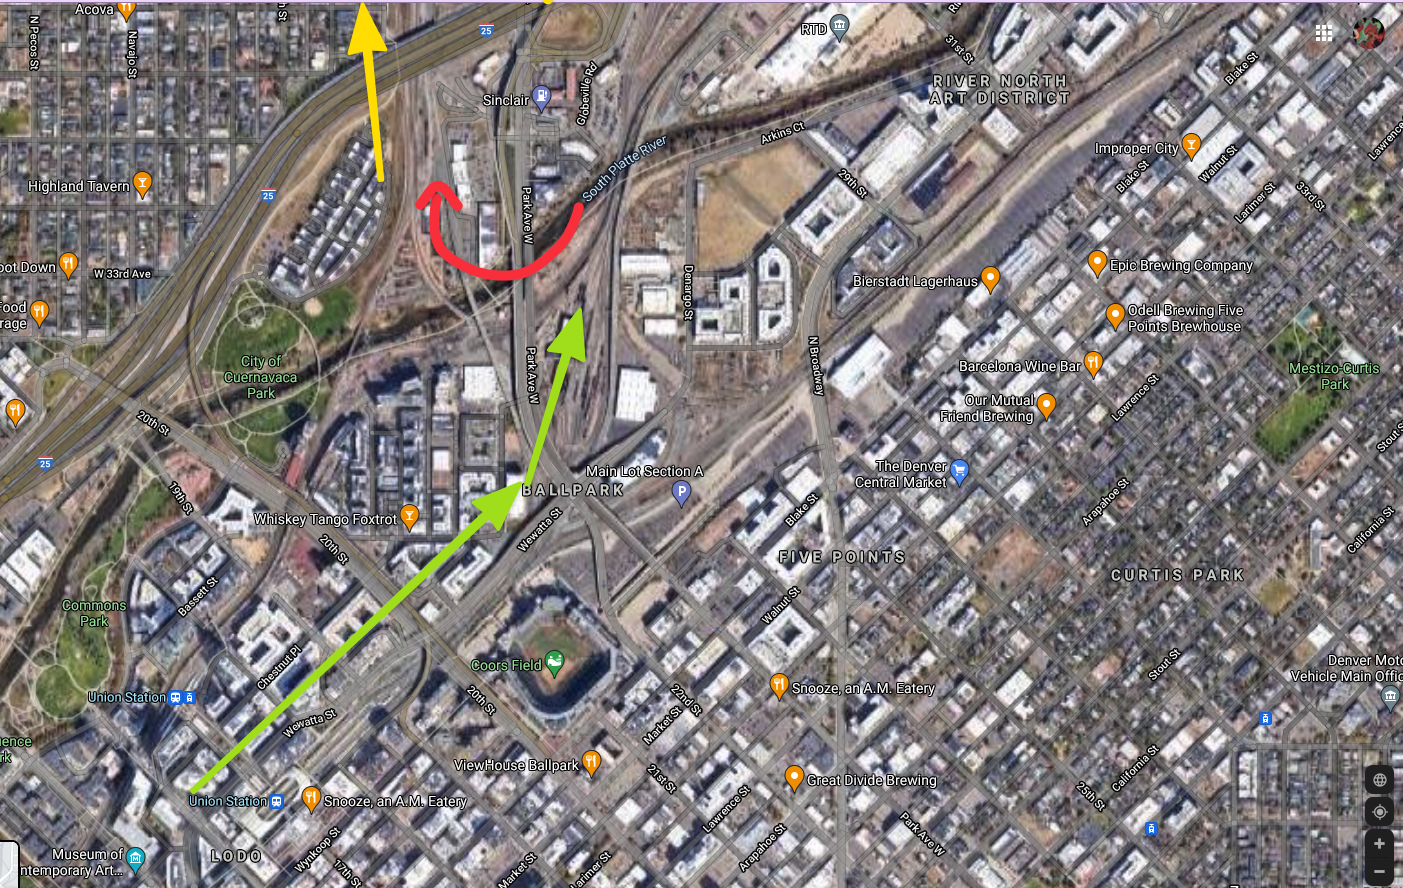 Acova
N Pecos St
Navajo St
25
Sinclair
Globeville Rd
RTD
31st St
RIVER NORTH
ART DISTRICT
Blake St
Lawrence
Arkins Ct
South Platte River
Improper City
Blake St
Walnut St
Larimer St
33rd St
29th St
Highland Tavern
25
Park Ave W
W 33rd Ave
oot Down
Food
rage
Denargo St
Bierstadt Lagerhaus
Epic Brewing Company
Odell Brewing Five
Points Brewhouse
City of
Cuernavaca
Park
Park Ave W
N Broadway
Barcelona Wine Bar
Mestizo-Curtis
Park
Our Mutual
Friend Brewing
Lawrence St
Stout S
20th St
25
19th St
Main Lot Section A
P
BALLPARK
The Denver
Central Market
Arapahoe St
Blake St
Whiskey Tango Foxtrot
20th St
Wewatta St
FIVE POINTS
CURTIS PARK
California St
Commons
Park
Bassett St
Walnut St
Chestnut Pl
Coors Field
Stout St
Denver Moto
Vehicle Main Offic
Union Station
Wewatta St
20th St
22nd St
Market St
Snooze, an A.M. Eatery
ience
rk
ViewHouse Ballpark
21st St
Great Divide Brewing
California St
25th St
Union Station
Snooze, an A.M. Eatery
Lawrence St
Arapahoe St
Park Ave W
Museum of
ntemporary Art...
LODO
Wynkoop St
17th St
Market St
Larimer St